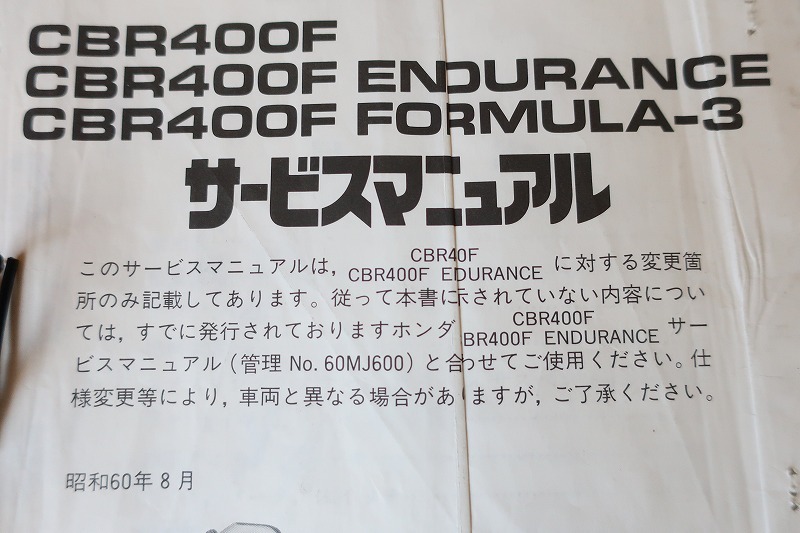 CBR400F
CBR400F ENDURANCE
CBR400F FORMULA-3
サービスマニュアル
このサービスマニュアルは, CBR40F CBR400F EDURANCE に対する変更箇
所のみ記載してあります。従って本書に示されていない内容につい
ては, すでに発行されておりますホンダ CBR400F BR400F ENDURANCE サー
ビスマニュアル (管理 No. 60MJ600) と合わせてご使用ください。仕
様変更等により, 車両と異なる場合がありますが, ご了承ください。
昭和60年8月